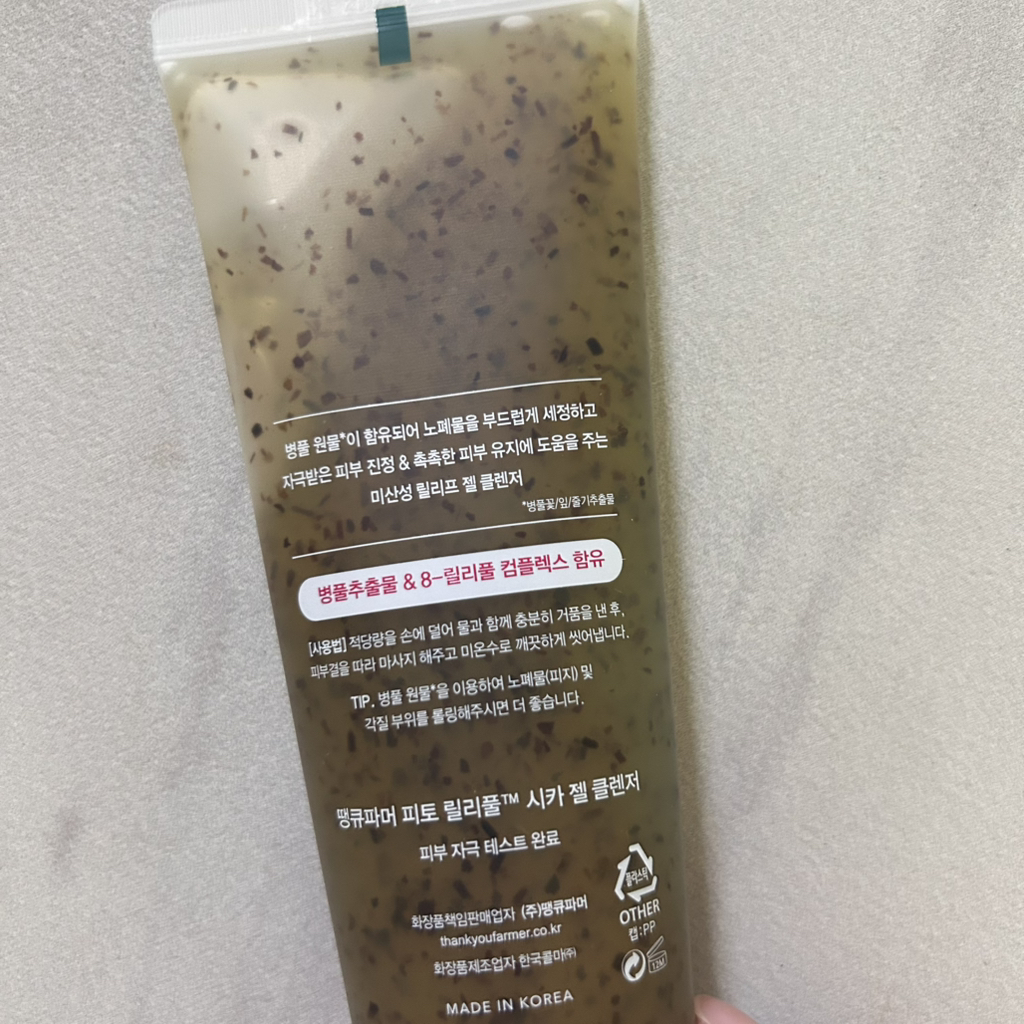 병풀 원물*이 함유되어 노폐물을 부드럽게 세정하고
자극받은 피부 진정 & 촉촉한 피부 유지에 도움을 주는
미산성 릴리프 젤 클렌저
*병풀꽃/잎/줄기추출물
병풀추출물 & 8-릴리풀 컴플렉스 함유
[사용법] 적당량을 손에 덜어 물과 함께 충분히 거품을 낸 후,
피부결을 따라 마사지 해주고 미온수로 깨끗하게 씻어냅니다.
TIP. 병풀 원물*을 이용하여 노폐물(피지) 및
각질 부위를 롤링해주시면 더 좋습니다.
땡큐파머 피토 릴리풀™ 시카 젤 클렌저
피부 자극 테스트 완료
플라스틱
OTHER
캡:PP
화장품책임판매업자 (주)땡큐파머
thankyoufarmer.co.kr
화장품제조업자 한국콜마㈜
12M
MADE IN KOREA